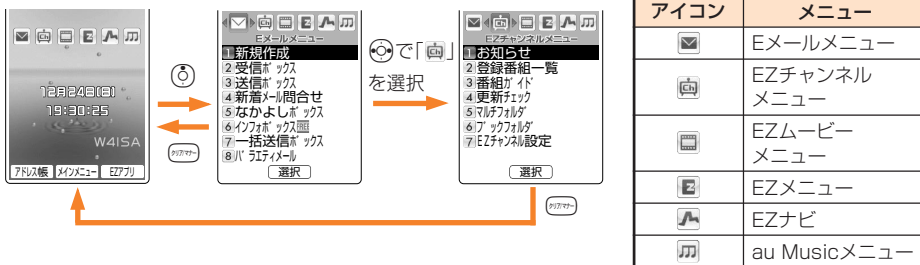 12月24日(日)
19:30:25
W41SA
アドレス帳 メインメニュー EZアプリ
クリア/マナー
Eメールメニュー
1新規作成
2受信ボックス
3送信ボックス
4新着メール問合せ
5なかよしボックス
6インフォボックス
7一括送信ボックス
8バラエティメール
選択
で「Ch」
を選択
EZチャンネルメニュー
1お知らせ
2登録番組一覧
3番組ガイド
4更新チェック
5マルチフォルダ
6ブックフォルダ
7EZチャンネル設定
選択
クリア/マナー
アイコン メニュー
Eメールメニュー
Ch EZチャンネル
メニュー
EZムービー
メニュー
E EZメニュー
EZナビ
au Musicメニュー